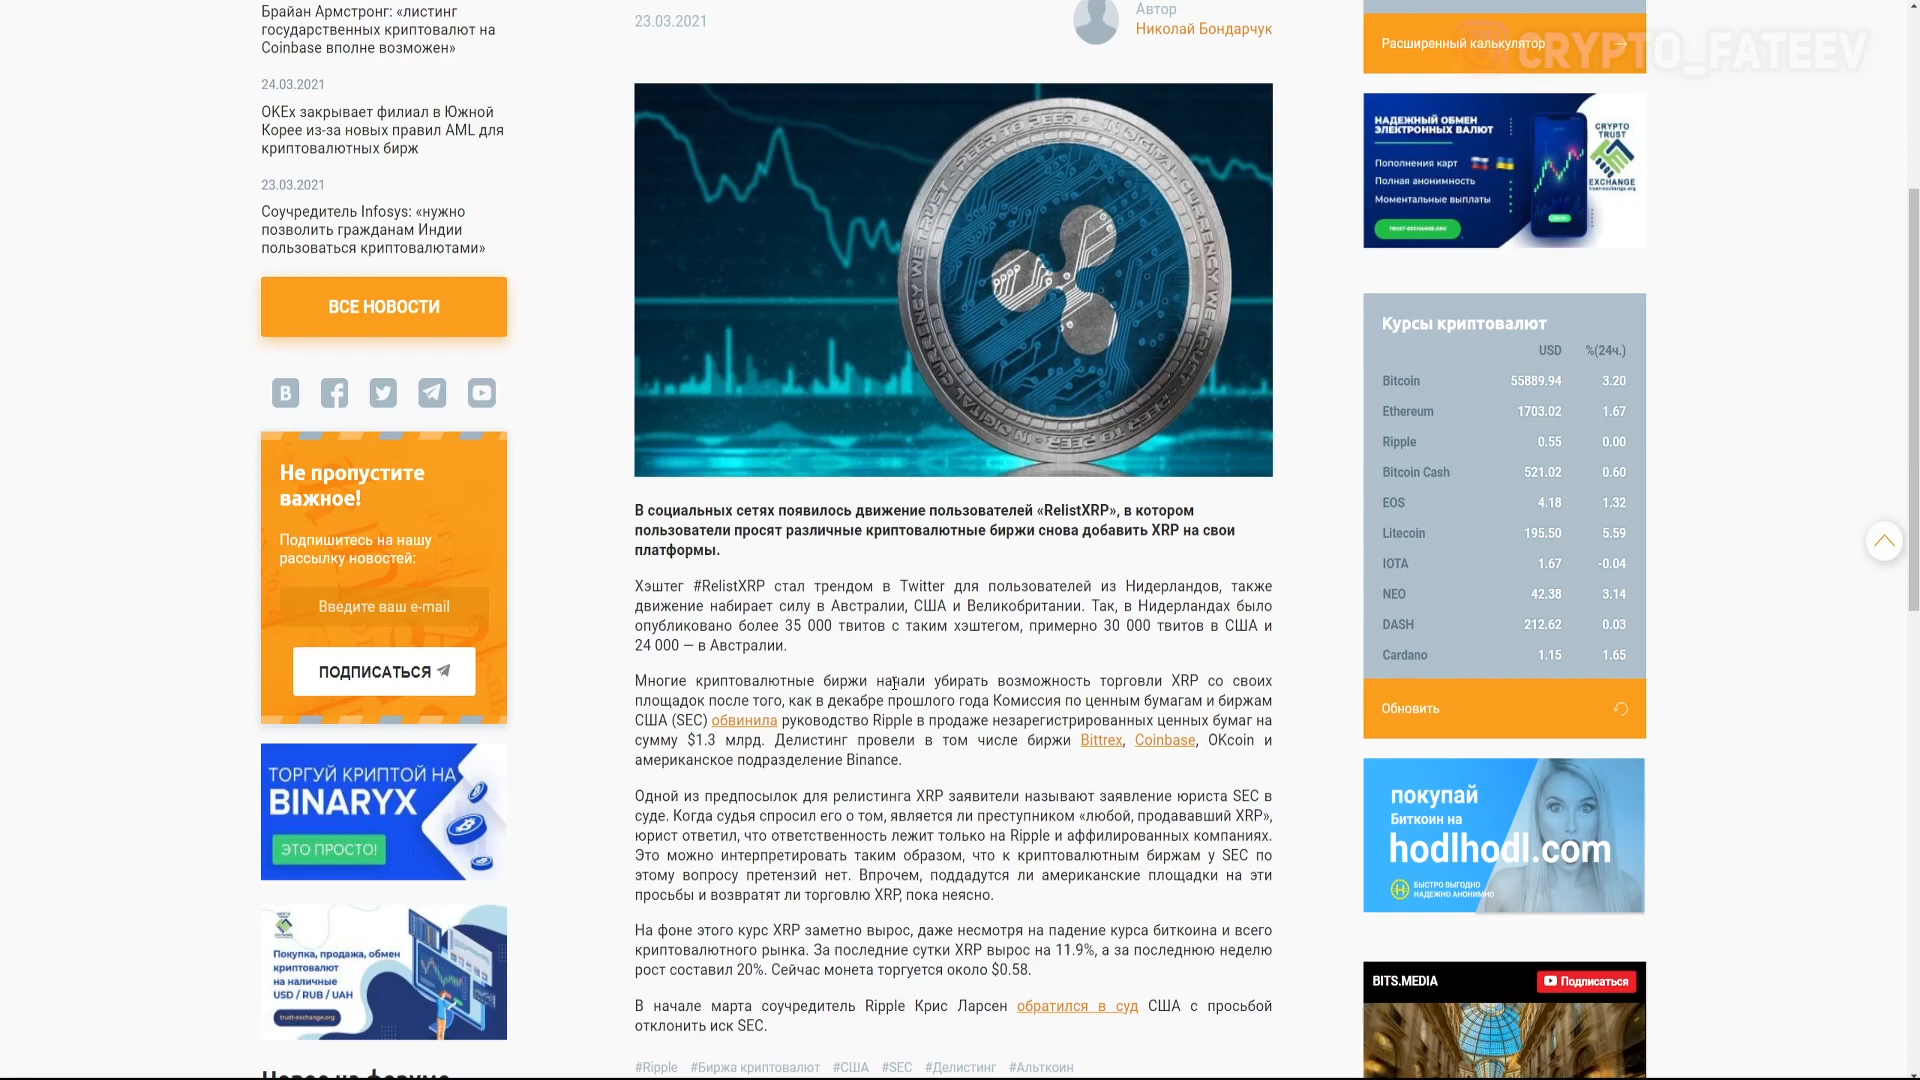 Брайан Армстронг: «листинг
государственных криптовалют на
Coinbase вполне возможен»
24.03.2021
OKEx закрывает филиал в Южной
Корее из-за новых правил AML для
криптовалютных бирж
23.03.2021
Соучредитель Infosys: «нужно
позволить гражданам Индии
пользоваться криптовалютами»
ВСЕ НОВОСТИ
Не пропустите
важное!
Подпишитесь на нашу
рассылку новостей:
Введите ваш e-mail
ПОДПИСАТЬСЯ
ТОРГУЙ КРИПТОЙ НА
BINARYX
ЭТО ПРОСТО!
Покупка, продажа, обмен
криптовалют
на наличные
USD / RUB / UAH
trust-exchange.org
23.03.2021
Автор
Николай Бондарчук
В социальных сетях появилось движение пользователей «RelistXRP», в котором
пользователи просят различные криптовалютные биржи снова добавить XRP на свои
платформы.
Хэштег #RelistXRP стал трендом в Twitter для пользователей из Нидерландов, также
движение набирает силу в Австралии, США и Великобритании. Так, в Нидерландах было
опубликовано более 35 000 твитов с таким хэштегом, примерно 30 000 твитов в США и
24 000 — в Австралии.
Многие криптовалютные биржи начали убирать возможность торговли XRP со своих
площадок после того, как в декабре прошлого года Комиссия по ценным бумагам и биржам
США (SEC) обвинила руководство Ripple в продаже незарегистрированных ценных бумаг на
сумму $1.3 млрд. Делистинг провели в том числе биржи Bittrex, Coinbase, OKcoin и
американское подразделение Binance.
Одной из предпосылок для релистинга XRP заявители называют заявление юриста SEC в
суде. Когда судья спросил его о том, является ли преступником «любой, продававший XRP»,
юрист ответил, что ответственность лежит только на Ripple и аффилированных компаниях.
Это можно интерпретировать таким образом, что к криптовалютным биржам у SEC по
этому вопросу претензий нет. Впрочем, поддадутся ли американские площадки на эти
просьбы и возвратят ли торговлю XRP, пока неясно.
На фоне этого курс XRP заметно вырос, даже несмотря на падение курса биткоина и всего
криптовалютного рынка. За последние сутки XRP вырос на 11.9%, а за последнюю неделю
рост составил 20%. Сейчас монета торгуется около $0.58.
В начале марта соучредитель Ripple Крис Ларсен обратился в суд США с просьбой
отклонить иск SEC.
#Ripple #Биржа криптовалют #США #SEC #Делистинг #Альткоин
Расширенный калькулятор
CRYPTO_FATEEV
НАДЕЖНЫЙ ОБМЕН
ЭЛЕКТРОННЫХ ВАЛЮТ
Пополнения карт
Полная анонимность
Моментальные выплаты
TRUST-EXCHANGE.ORG
CRYPTO
TRUST
EXCHANGE
trust-exchange.org
Курсы криптовалют
USD %(24ч.)
Bitcoin 55889.94 3.20
Ethereum 1703.02 1.67
Ripple 0.55 0.00
Bitcoin Cash 521.02 0.60
EOS 4.18 1.32
Litecoin 195.50 5.59
IOTA 1.67 -0.04
NEO 42.38 3.14
DASH 212.62 0.03
Cardano 1.15 1.65
Обновить
покупай
Биткоин на
hodlhodl.com
БЫСТРО ВЫГОДНО
НАДЕЖНО АНОНИМНО
BITS.MEDIA
Подписаться